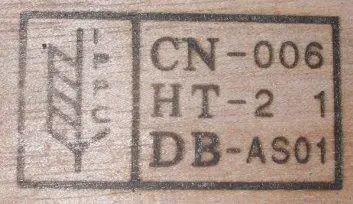 IPPC
CN-006
HT-2 1
DB-AS01